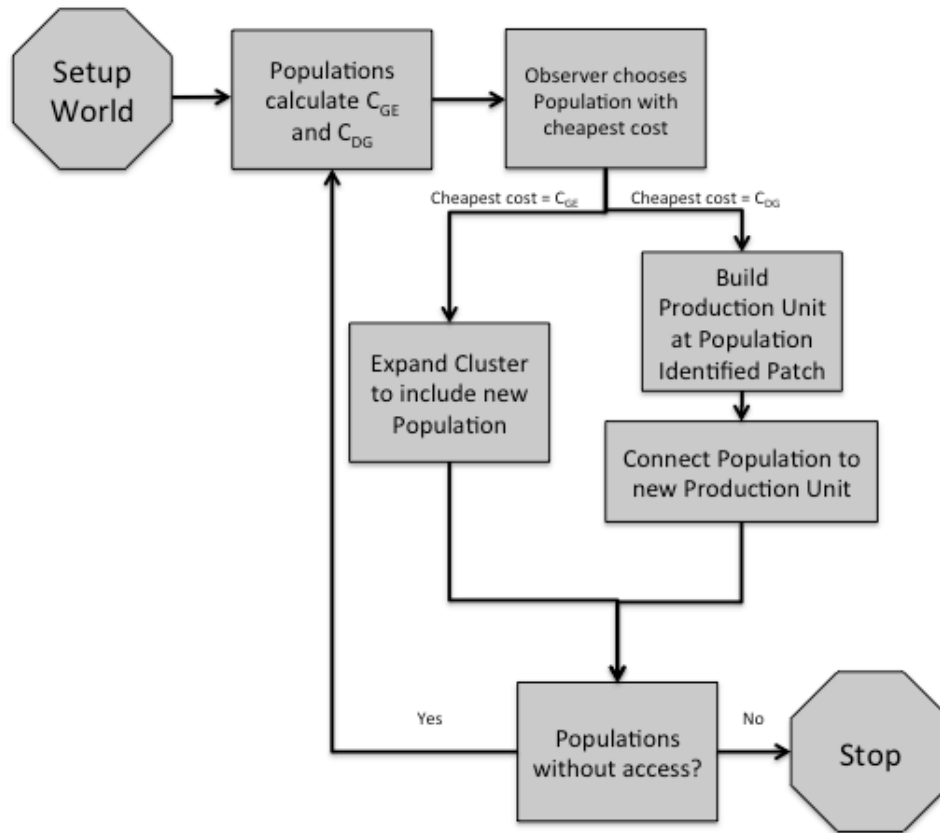 Setup
World
Populations
calculate C_GE
and C_DG
Observer chooses
Population with
cheapest cost
Cheapest cost = C_GE
Cheapest cost = C_DG
Build
Production Unit
at Population
Identified Patch
Expand Cluster
to include new
Population
Connect Population to
new Production Unit
Yes
Populations
without access?
No
Stop